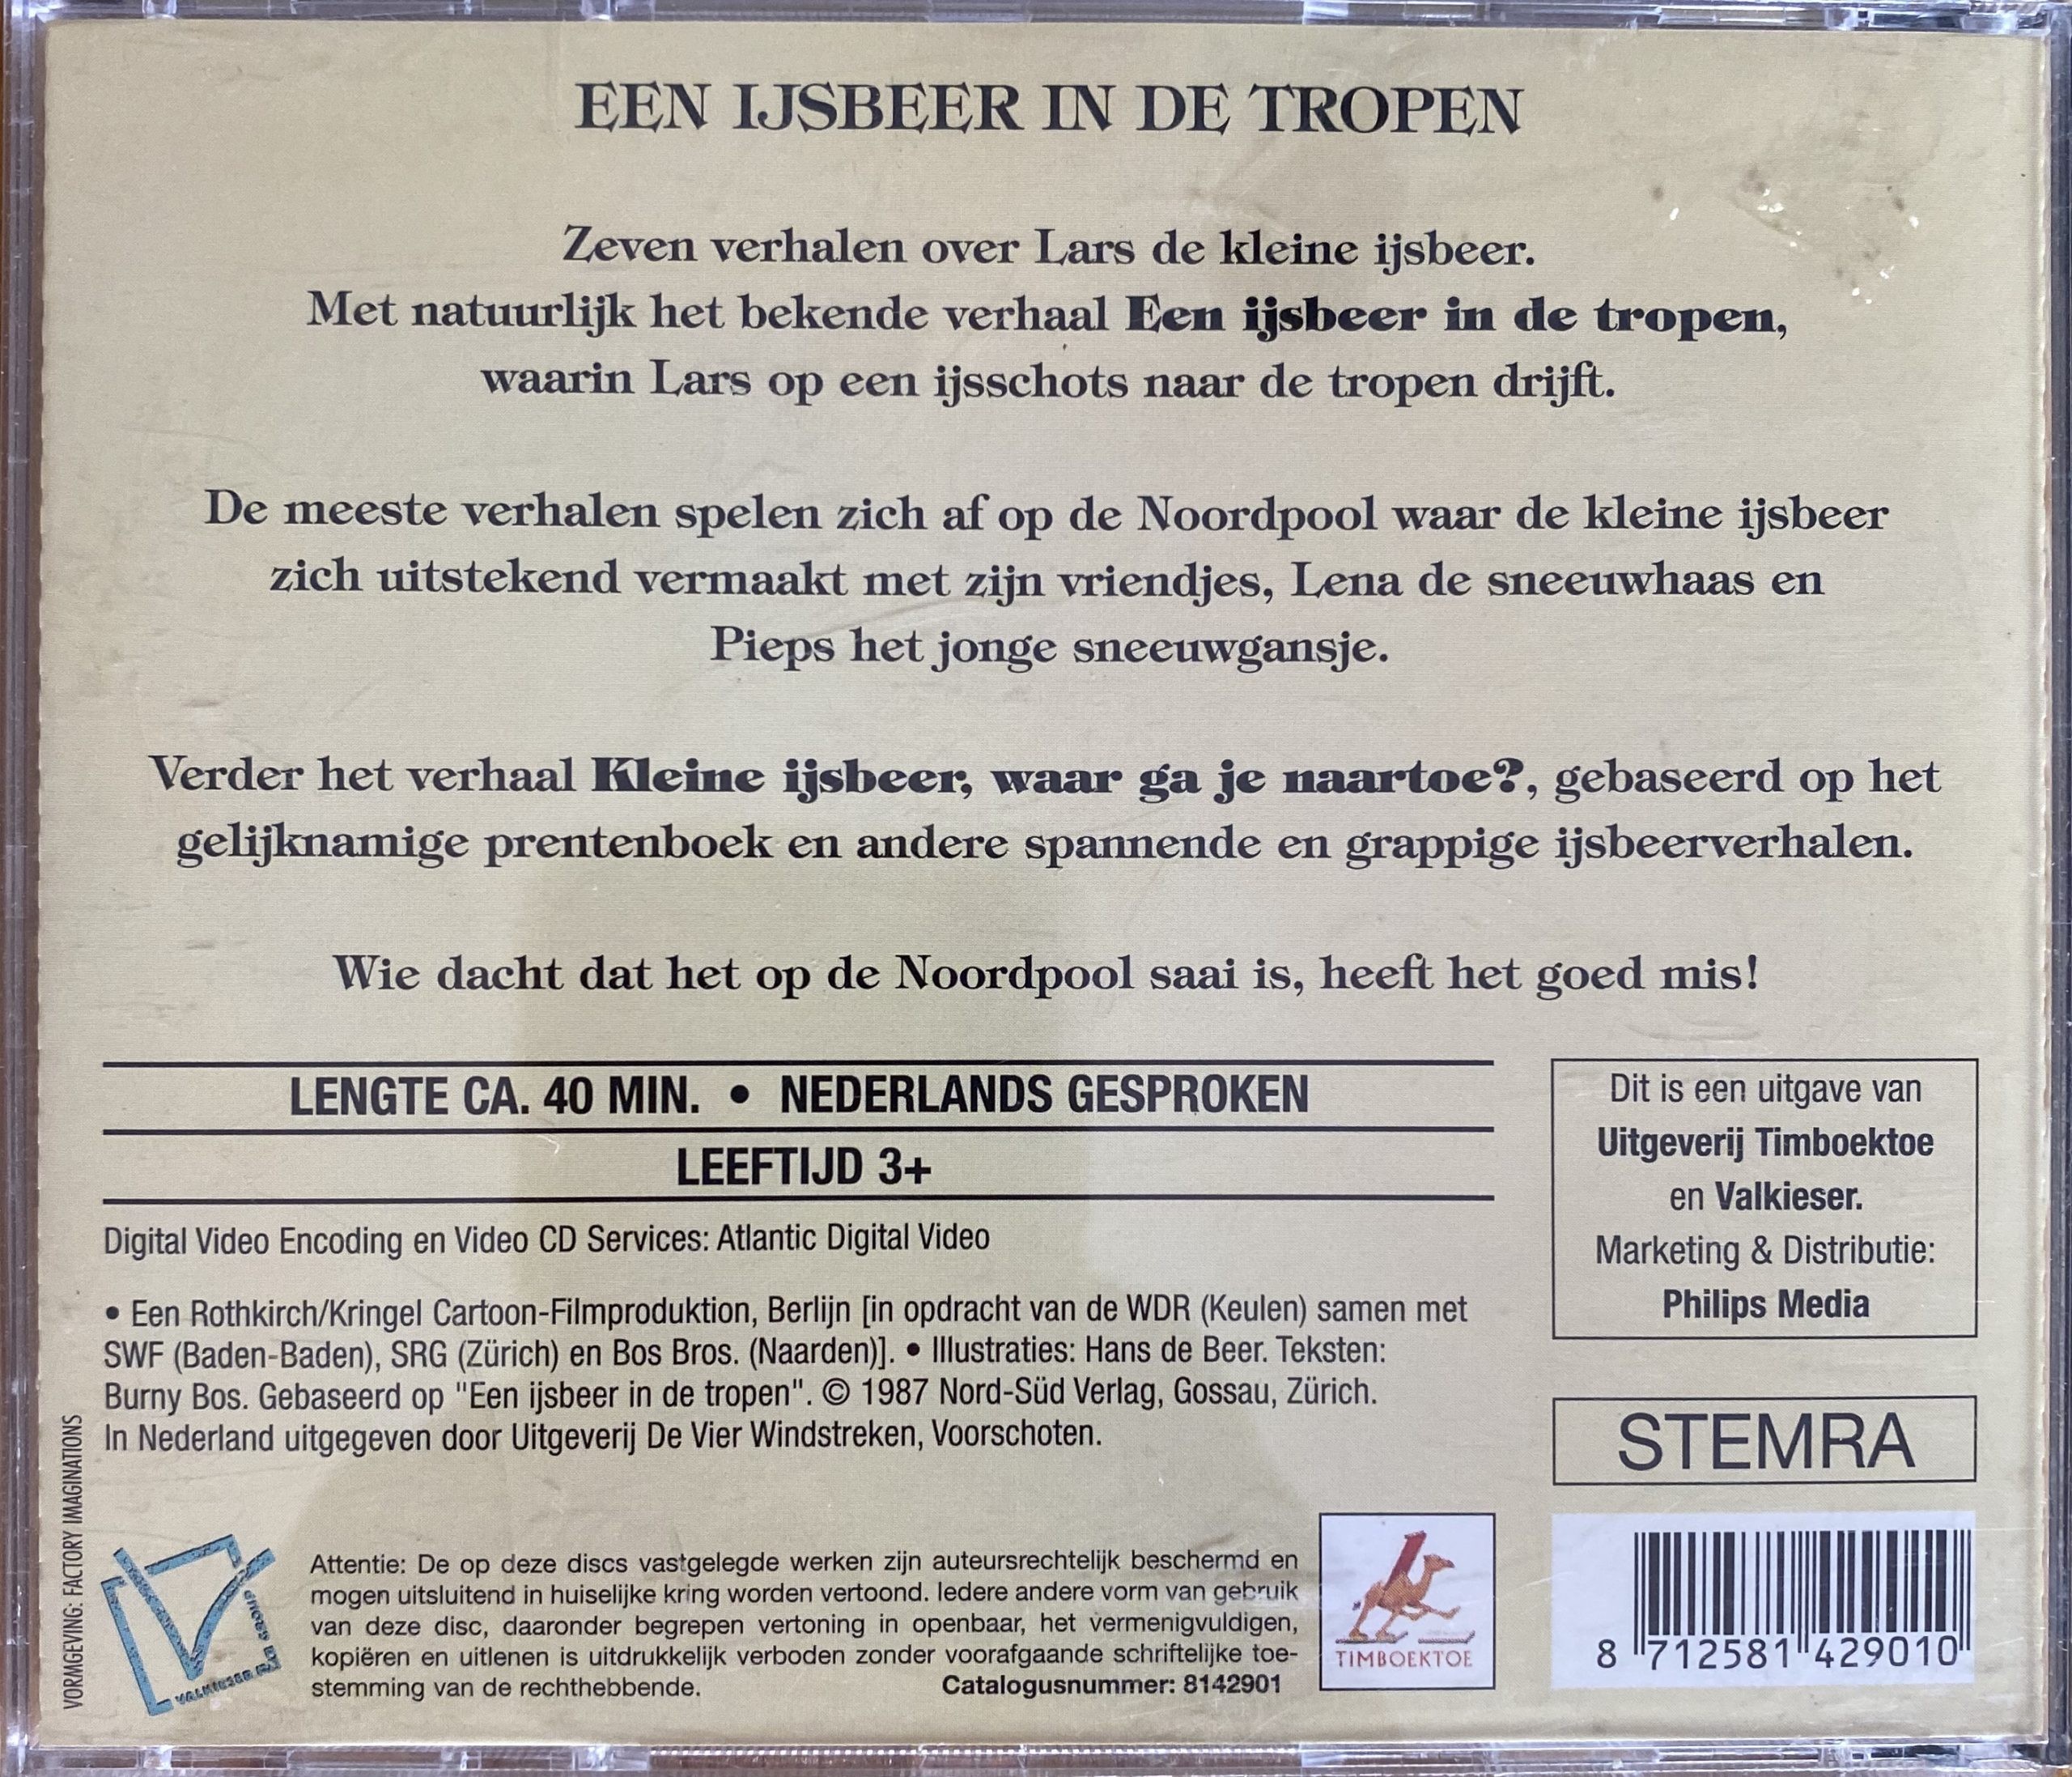 EEN IJSBEER IN DE TROPEN
Zeven verhalen over Lars de kleine ijsbeer.
Met natuurlijk het bekende verhaal Een ijsbeer in de tropen,
waarin Lars op een ijsschots naar de tropen drijft.
De meeste verhalen spelen zich af op de Noordpool waar de kleine ijsbeer
zich uitstekend vermaakt met zijn vriendjes, Lena de sneeuwhaas en
Pieps het jonge sneeuwgansje.
Verder het verhaal Kleine ijsbeer, waar ga je naartoe?, gebaseerd op het
gelijknamige prentenboek en andere spannende en grappige ijsbeerverhalen.
Wie dacht dat het op de Noordpool saai is, heeft het goed mis!
LENGTE CA. 40 MIN. • NEDERLANDS GESPROKEN
LEEFTIJD 3+
Digital Video Encoding en Video CD Services: Atlantic Digital Video
• Een Rothkirch/Kringel Cartoon-Filmproduktion, Berlijn [in opdracht van de WDR (Keulen) samen met
SWF (Baden-Baden), SRG (Zürich) en Bos Bros. (Naarden)]. • Illustraties: Hans de Beer. Teksten:
Burny Bos. Gebaseerd op "Een ijsbeer in de tropen". © 1987 Nord-Süd Verlag, Gossau, Zürich.
In Nederland uitgegeven door Uitgeverij De Vier Windstreken, Voorschoten.
Dit is een uitgave van
Uitgeverij Timboektoe
en Valkieser.
Marketing & Distributie:
Philips Media
STEMRA
VORMGEVING: FACTORY IMAGINATIONS
VALKIESER GROUP
Attentie: De op deze discs vastgelegde werken zijn auteursrechtelijk beschermd en
mogen uitsluitend in huiselijke kring worden vertoond. Iedere andere vorm van gebruik
van deze disc, daaronder begrepen vertoning in openbaar, het vermenigvuldigen,
kopiëren en uitlenen is uitdrukkelijk verboden zonder voorafgaande schriftelijke toe-
stemming van de rechthebbende. Catalogusnummer: 8142901
TIMBOEKTOE
8 712581 429010